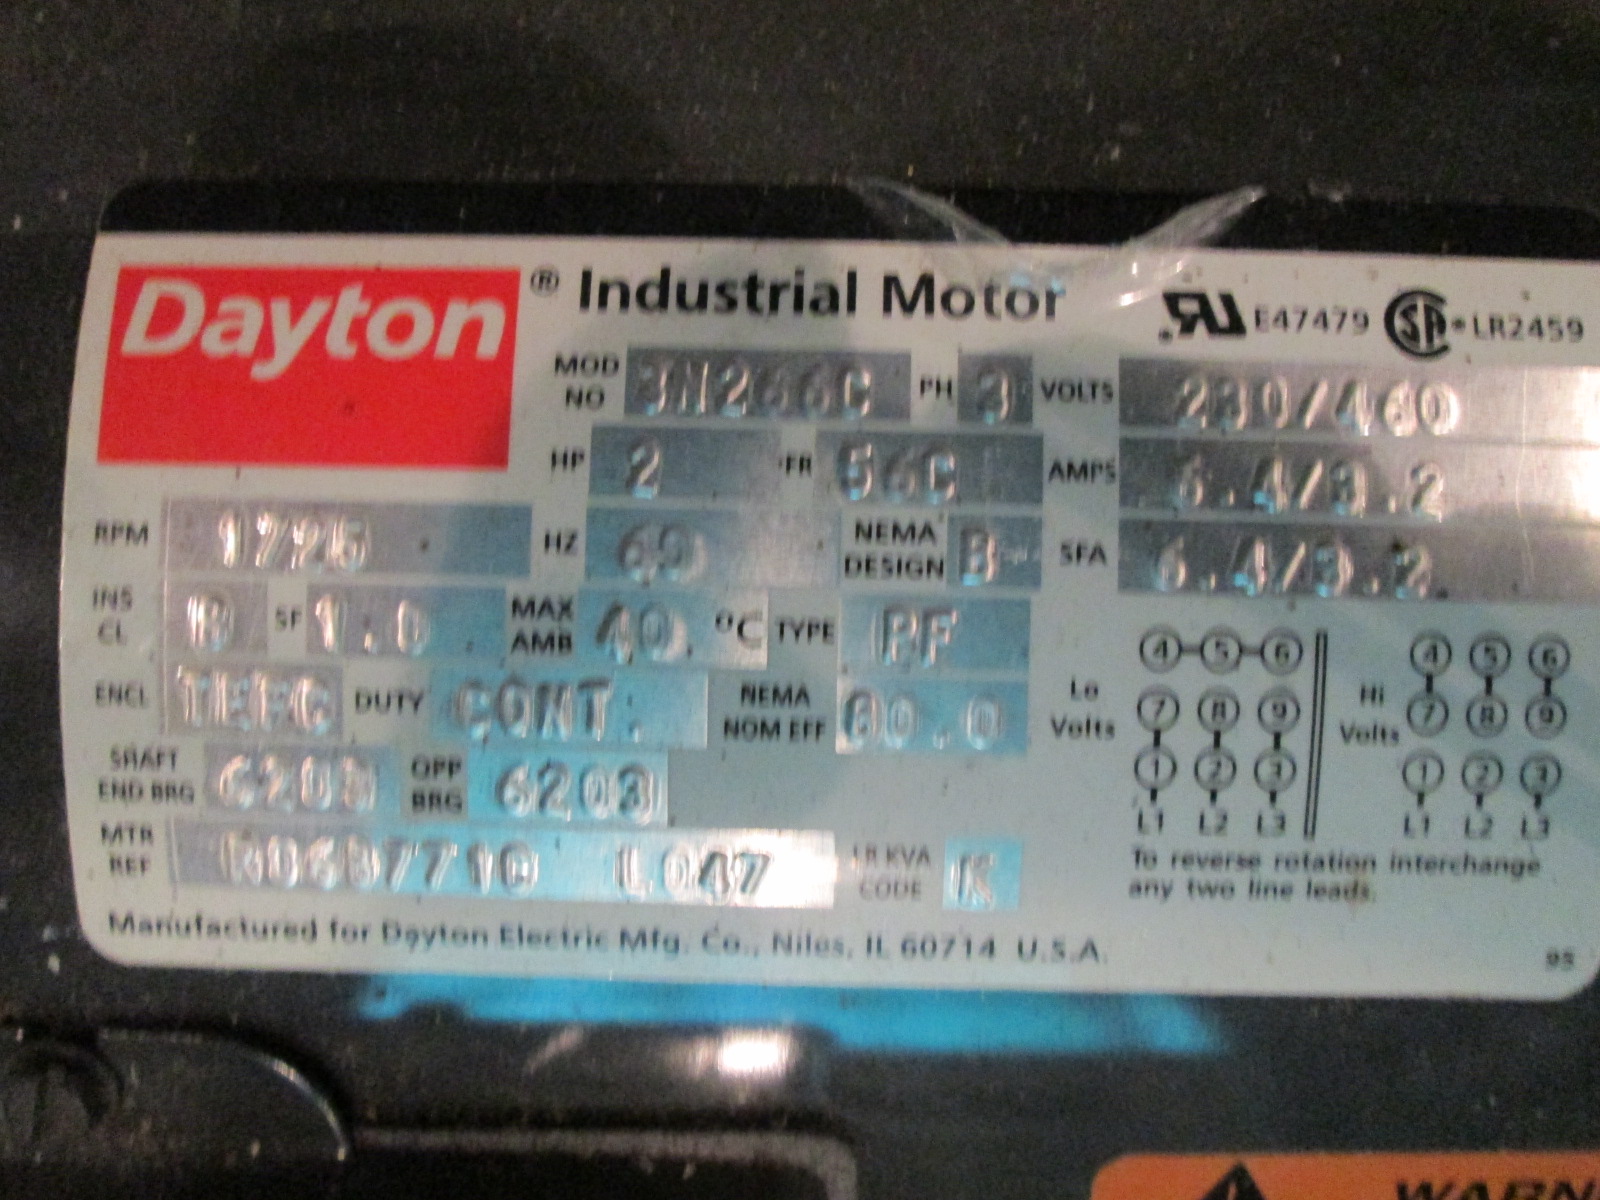 Dayton® Industrial Motor
E47479 LR2459
MOD NO 3N266C PH 3 VOLTS 230/460
HP 2 FR 56C AMPS 6.4/3.2
RPM 1725 HZ 60 NEMA DESIGN B SFA 6.4/3.2
INS CL B SF 1.0 MAX AMB 40 °C TYPE PF
ENCL TEFC DUTY CONT. NEMA NOM EFF 80.0
SHAFT END BRG 6203 OPP BRG 6203
MTR REF L047 LR KVA CODE K
4 5 6
Lo Volts 7 8 9
1 2 3
L1 L2 L3
4 5 6
Hi Volts 7 8 9
1 2 3
L1 L2 L3
To reverse rotation interchange
any two line leads.
Manufactured for Dayton Electric Mfg. Co., Niles, IL 60714 U.S.A.
95